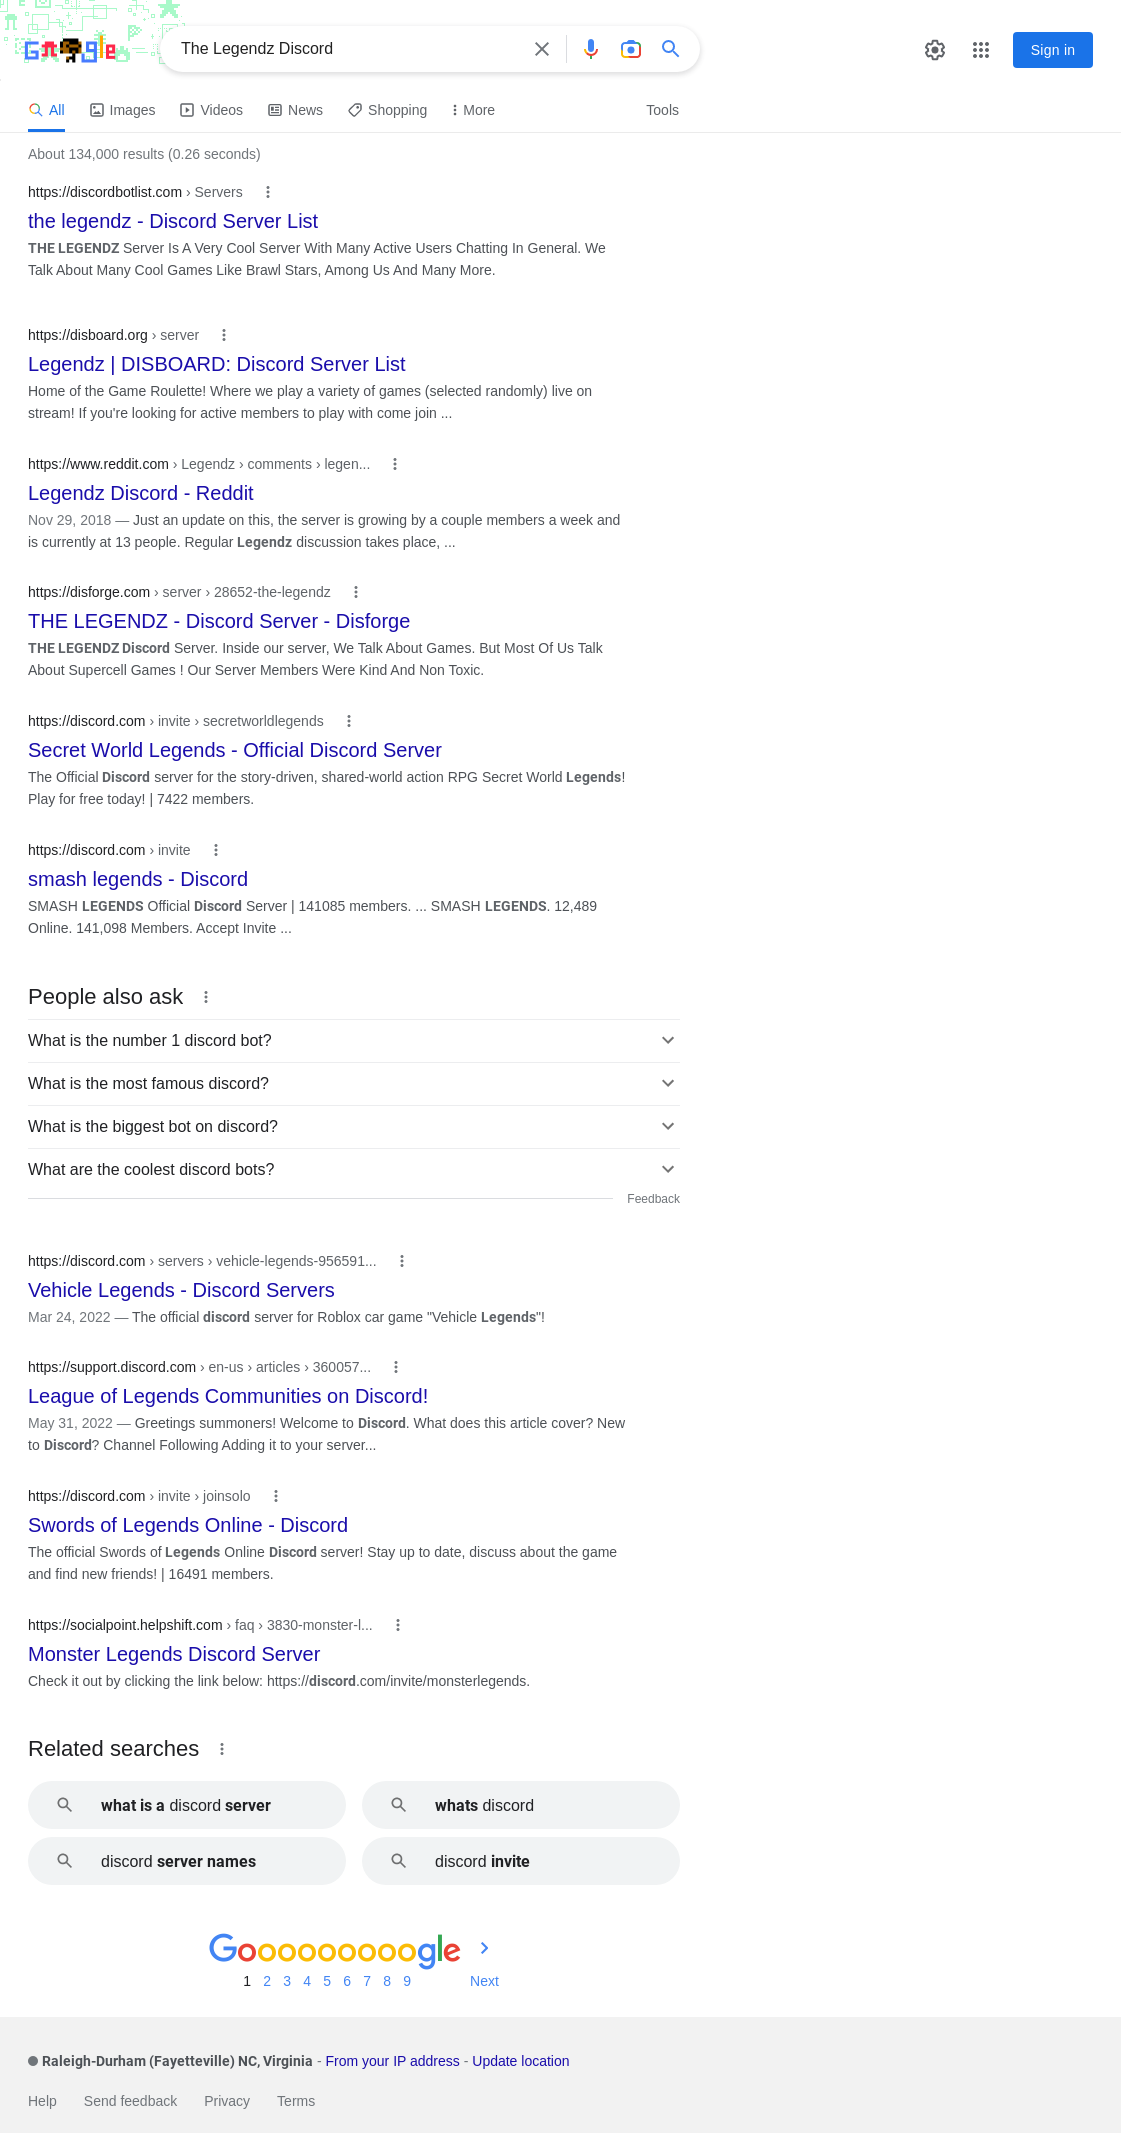 The Legendz Discord
Sign in
All Images Videos News Shopping More Tools
About 134,000 results (0.26 seconds)
https://discordbotlist.com › Servers
the legendz - Discord Server List
THE LEGENDZ Server Is A Very Cool Server With Many Active Users Chatting In General. We
Talk About Many Cool Games Like Brawl Stars, Among Us And Many More.
https://disboard.org › server
Legendz | DISBOARD: Discord Server List
Home of the Game Roulette! Where we play a variety of games (selected randomly) live on
stream! If you're looking for active members to play with come join ...
https://www.reddit.com › Legendz › comments › legen...
Legendz Discord - Reddit
Nov 29, 2018 — Just an update on this, the server is growing by a couple members a week and
is currently at 13 people. Regular Legendz discussion takes place, ...
https://disforge.com › server › 28652-the-legendz
THE LEGENDZ - Discord Server - Disforge
THE LEGENDZ Discord Server. Inside our server, We Talk About Games. But Most Of Us Talk
About Supercell Games ! Our Server Members Were Kind And Non Toxic.
https://discord.com › invite › secretworldlegends
Secret World Legends - Official Discord Server
The Official Discord server for the story-driven, shared-world action RPG Secret World Legends!
Play for free today! | 7422 members.
https://discord.com › invite
smash legends - Discord
SMASH LEGENDS Official Discord Server | 141085 members. ... SMASH LEGENDS. 12,489
Online. 141,098 Members. Accept Invite ...
People also ask
What is the number 1 discord bot?
What is the most famous discord?
What is the biggest bot on discord?
What are the coolest discord bots?
Feedback
https://discord.com › servers › vehicle-legends-956591...
Vehicle Legends - Discord Servers
Mar 24, 2022 — The official discord server for Roblox car game "Vehicle Legends"!
https://support.discord.com › en-us › articles › 360057...
League of Legends Communities on Discord!
May 31, 2022 — Greetings summoners! Welcome to Discord. What does this article cover? New
to Discord? Channel Following Adding it to your server...
https://discord.com › invite › joinsolo
Swords of Legends Online - Discord
The official Swords of Legends Online Discord server! Stay up to date, discuss about the game
and find new friends! | 16491 members.
https://socialpoint.helpshift.com › faq › 3830-monster-l...
Monster Legends Discord Server
Check it out by clicking the link below: https://discord.com/invite/monsterlegends.
Related searches
what is a discord server
whats discord
discord server names
discord invite
Goooooooooogle
1 2 3 4 5 6 7 8 9 Next
Raleigh-Durham (Fayetteville) NC, Virginia - From your IP address - Update location
Help Send feedback Privacy Terms